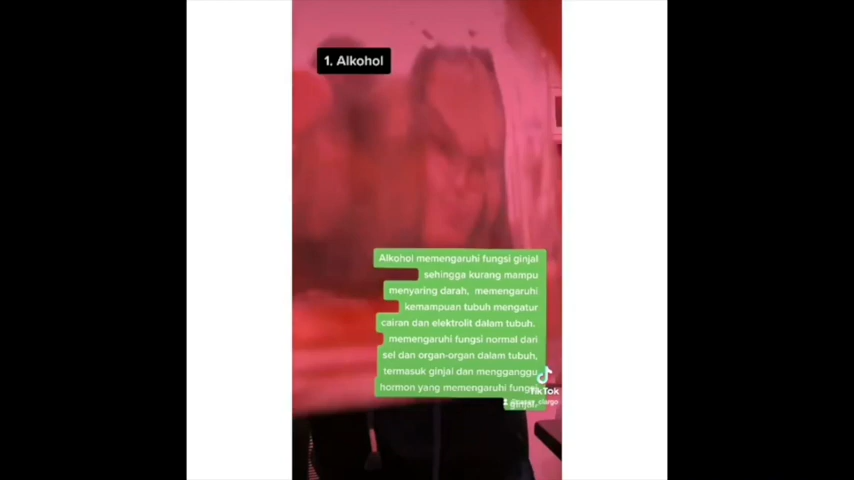 1. Alkohol
Alkohol memengaruhi fungsi ginjal
sehingga kurang mampu
menyaring darah, memengaruhi
kemampuan tubuh mengatur
cairan dan elektrolit dalam tubuh.
memengaruhi fungsi normal dari
sel dan organ-organ dalam tubuh,
termasuk ginjal dan mengganggu
hormon yang memengaruhi fungsi
ginjal.
TikTok